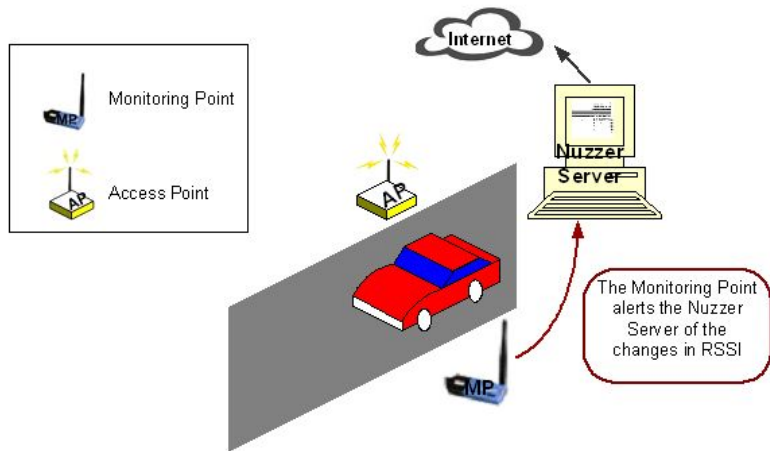 Internet
MP
Monitoring Point
AP
Access Point
AP
Nuzzer
Server
The Monitoring Point
alerts the Nuzzer
Server of the
changes in RSSI
MP